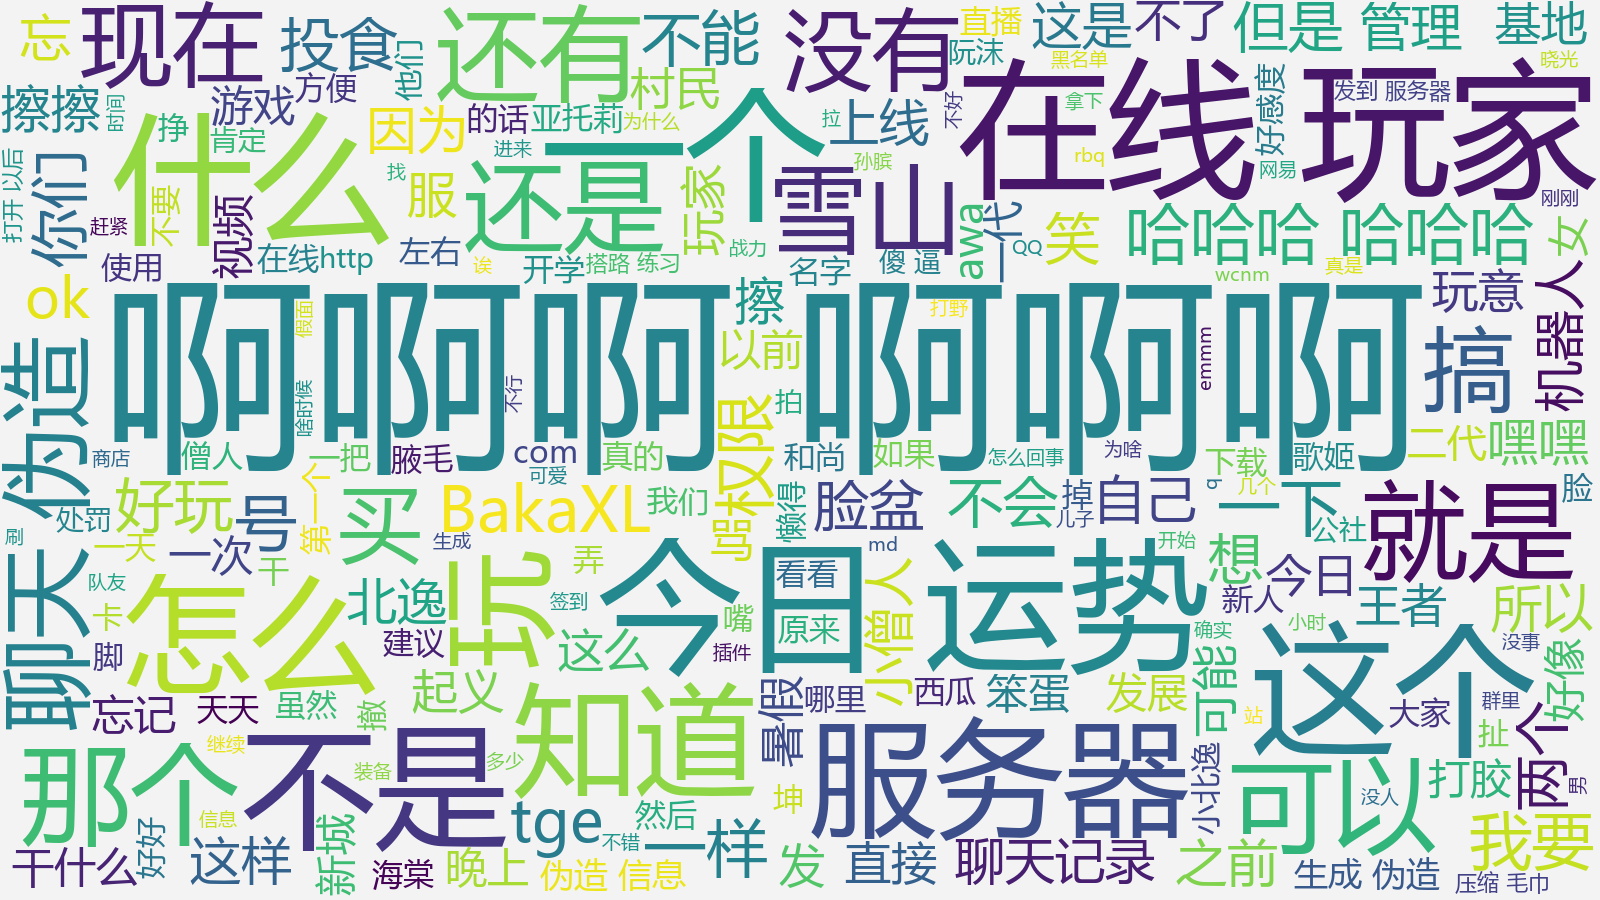 忘
现在
投食
他们
还有
不能
没有
直播
阮沫
这是
不了
但是
管理
基地
黑名单
晓光
擦擦
时间
游戏
方便
村民
在线
玩家
好感度
发到 服务器
挣
肯定
因为
的话
亚托莉
为什么
一个
拉
上线
不好
拿下
什么
进来
孙膑
rbq
网易
打开 以后
你们
赶紧
不要
视频
找
服
还是
玩家
雪山
awa
一代
QQ
笑
哈哈哈 哈哈哈
刚刚
女
使用
在线http
左右
诶
开学
搭路 练习
战力
名字
傻 逼
wcnm
真是
ok
假面
擦
打野
玩意
机器人
伪造
啊啊啊 啊啊啊
以前
emmm
搞
啥时候
不行
权限
拍
商店
僧人
一把
腋毛
com
可爱
真的
和尚
如果
怎么回事
为啥
下载
歌姬
二代
嘿嘿
处罚
好玩
号
第一个
买
BakaXL
我们
吗
懒得
脸盆
不会
掉
儿子
自己
q
几个
一下
公社
就是
脸
刷
一天
一次
干
生成
md
开始
聊天
队友
怎么
北逸
坑
弄
签到
今日运势
看看
原来
小僧人
想
今日
新人
王者
所以
卡
脚
建议
这么
嘴
插件
确实
小时
这个
没事
好像
忘记
天天
虽然
撤
起义
知道
暑假
哪里
西瓜
笨蛋
发展
可能
站
大家
群里
两个
扯
那个
继续
不是
装备
多少
服务器
小北逸
可以
没人
打胶
男
信息
坤
干什么
好好
这样
新城
海棠
tge
晚上
不错
然后
一样
伪造 信息
发
直接
聊天记录
之前
生成 伪造
我要
压缩 毛巾